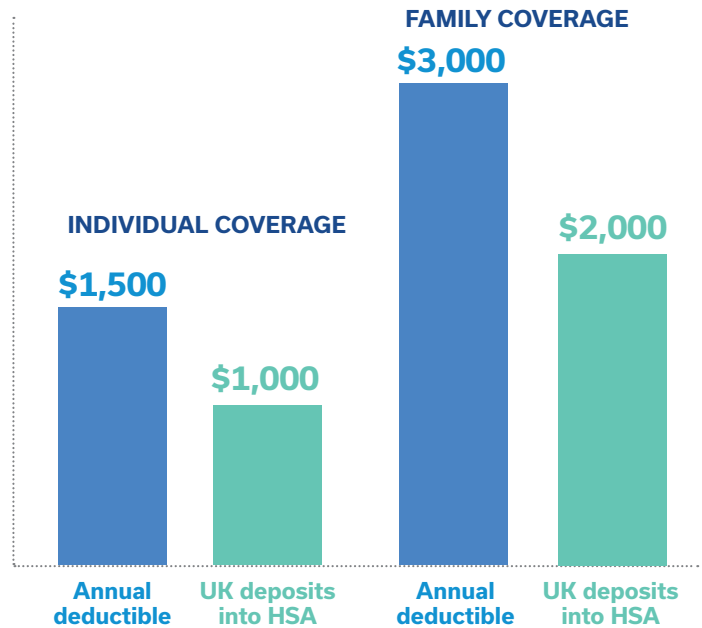 FAMILY COVERAGE
$3,000
INDIVIDUAL COVERAGE
$2,000
$1,500
$1,000
Annual
deductible
UK deposits
into HSA
Annual
deductible
UK deposits
into HSA